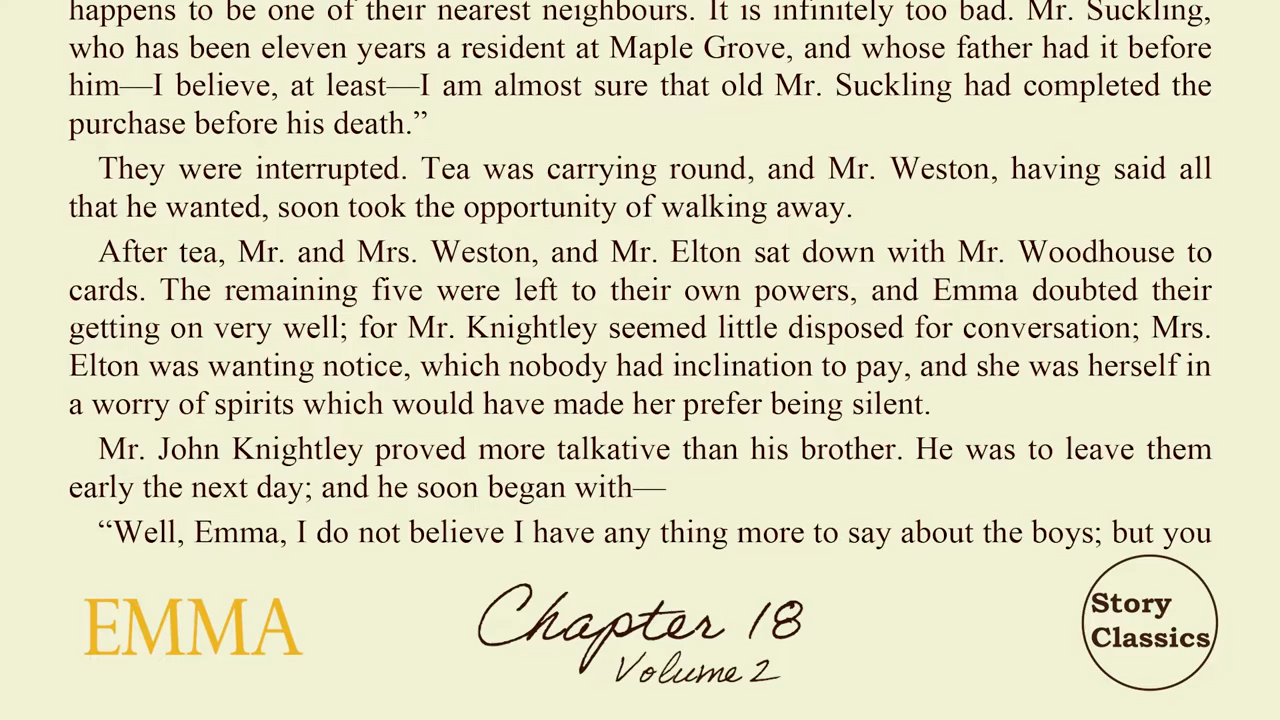 happens to be one of their nearest neighbours. It is infinitely too bad. Mr. Suckling,
who has been eleven years a resident at Maple Grove, and whose father had it before
him—I believe, at least—I am almost sure that old Mr. Suckling had completed the
purchase before his death.”
They were interrupted. Tea was carrying round, and Mr. Weston, having said all
that he wanted, soon took the opportunity of walking away.
After tea, Mr. and Mrs. Weston, and Mr. Elton sat down with Mr. Woodhouse to
cards. The remaining five were left to their own powers, and Emma doubted their
getting on very well; for Mr. Knightley seemed little disposed for conversation; Mrs.
Elton was wanting notice, which nobody had inclination to pay, and she was herself in
a worry of spirits which would have made her prefer being silent.
Mr. John Knightley proved more talkative than his brother. He was to leave them
early the next day; and he soon began with—
“Well, Emma, I do not believe I have any thing more to say about the boys; but you
EMMA
Chapter 18
Volume 2
Story
Classics